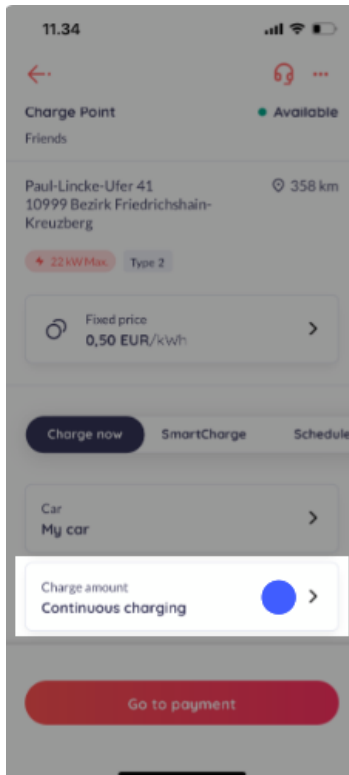 11.34
Charge Point
Available
Friends
Paul-Lincke-Ufer 41
358 km
10999 Bezirk Friedrichshain-
Kreuzberg
22 kW Max.
Type 2
Fixed price
0,50 EUR/kWh
Charge now
SmartCharge
Schedule
Car
My car
Charge amount
Continuous charging
Go to payment